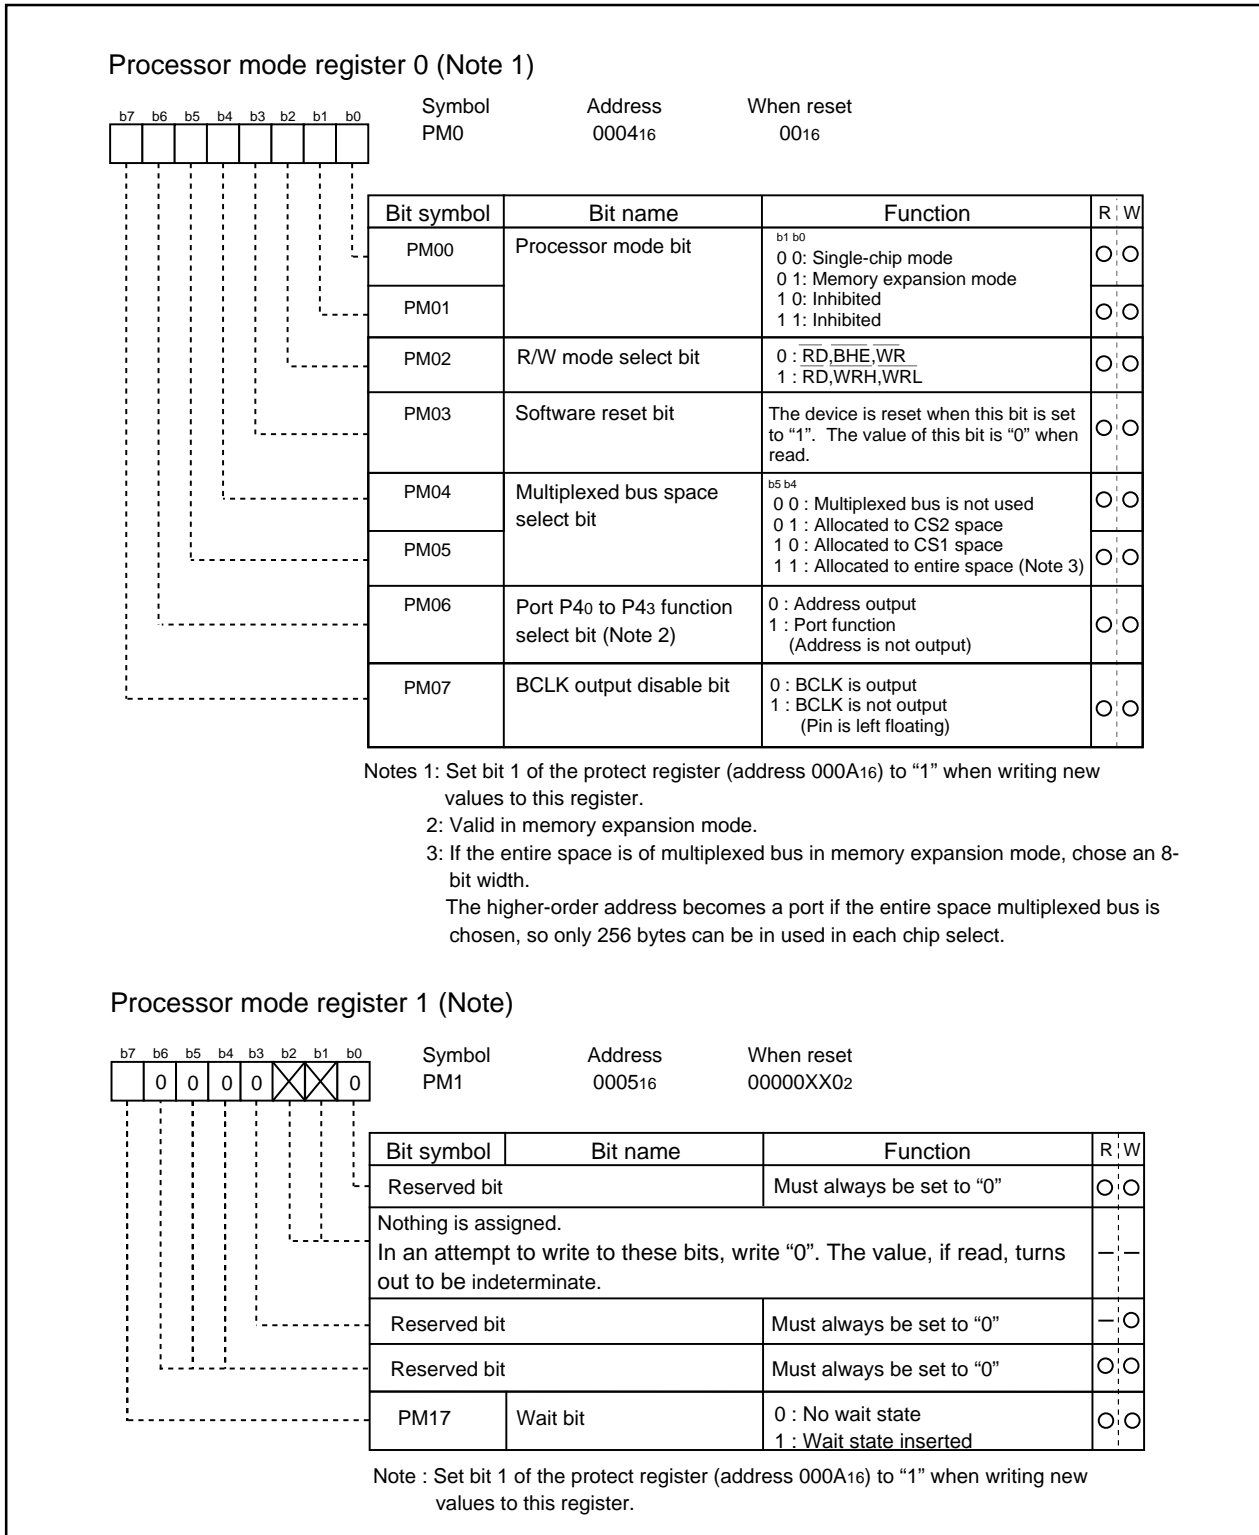 Processor mode register 0 (Note 1)
b7 b6 b5 b4 b3 b2 b1 b0
Symbol Address When reset
PM0 000416 0016
Bit symbol Bit name Function R W
PM00 Processor mode bit
b1 b0
0 0: Single-chip mode
0 1: Memory expansion mode
PM01
1 0: Inhibited
1 1: Inhibited
PM02 R/W mode select bit 0 : RD,BHE,WR
1 : RD,WRH,WRL
PM03 Software reset bit The device is reset when this bit is set
to “1”. The value of this bit is “0” when
read.
PM04 Multiplexed bus space
select bit
b5 b4
0 0 : Multiplexed bus is not used
0 1 : Allocated to CS2 space
PM05
1 0 : Allocated to CS1 space
1 1 : Allocated to entire space (Note 3)
PM06 Port P40 to P43 function
select bit (Note 2)
0 : Address output
1 : Port function
(Address is not output)
PM07 BCLK output disable bit 0 : BCLK is output
1 : BCLK is not output
(Pin is left floating)
Notes 1: Set bit 1 of the protect register (address 000A16) to “1” when writing new
values to this register.
2: Valid in memory expansion mode.
3: If the entire space is of multiplexed bus in memory expansion mode, chose an 8-
bit width.
The higher-order address becomes a port if the entire space multiplexed bus is
chosen, so only 256 bytes can be in used in each chip select.
Processor mode register 1 (Note)
b7 b6 b5 b4 b3 b2 b1 b0
0 0 0 0 0
Symbol Address When reset
PM1 000516 00000XX02
Bit symbol Bit name Function R W
Reserved bit Must always be set to “0”
Nothing is assigned.
In an attempt to write to these bits, write “0”. The value, if read, turns
out to be indeterminate.
Reserved bit Must always be set to “0”
Reserved bit Must always be set to “0”
PM17 Wait bit 0 : No wait state
1 : Wait state inserted
Note : Set bit 1 of the protect register (address 000A16) to “1” when writing new
values to this register.